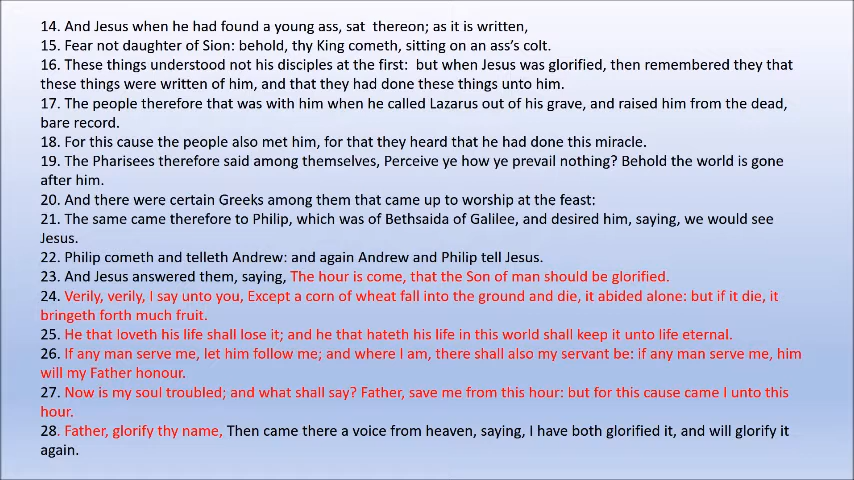 14. And Jesus when he had found a young ass, sat  thereon; as it is written,
15. Fear not daughter of Sion: behold, thy King cometh, sitting on an ass’s colt.
16. These things understood not his disciples at the first:  but when Jesus was glorified, then remembered they that
these things were written of him, and that they had done these things unto him.
17. The people therefore that was with him when he called Lazarus out of his grave, and raised him from the dead,
bare record.
18. For this cause the people also met him, for that they heard that he had done this miracle.
19. The Pharisees therefore said among themselves, Perceive ye how ye prevail nothing? Behold the world is gone
after him.
20. And there were certain Greeks among them that came up to worship at the feast:
21. The same came therefore to Philip, which was of Bethsaida of Galilee, and desired him, saying, we would see
Jesus.
22. Philip cometh and telleth Andrew: and again Andrew and Philip tell Jesus.
23. And Jesus answered them, saying, The hour is come, that the Son of man should be glorified.
24. Verily, verily, I say unto you, Except a corn of wheat fall into the ground and die, it abided alone: but if it die, it
bringeth forth much fruit.
25. He that loveth his life shall lose it; and he that hateth his life in this world shall keep it unto life eternal.
26. If any man serve me, let him follow me; and where I am, there shall also my servant be: if any man serve me, him
will my Father honour.
27. Now is my soul troubled; and what shall say? Father, save me from this hour: but for this cause came I unto this
hour.
28. Father, glorify thy name, Then came there a voice from heaven, saying, I have both glorified it, and will glorify it
again.